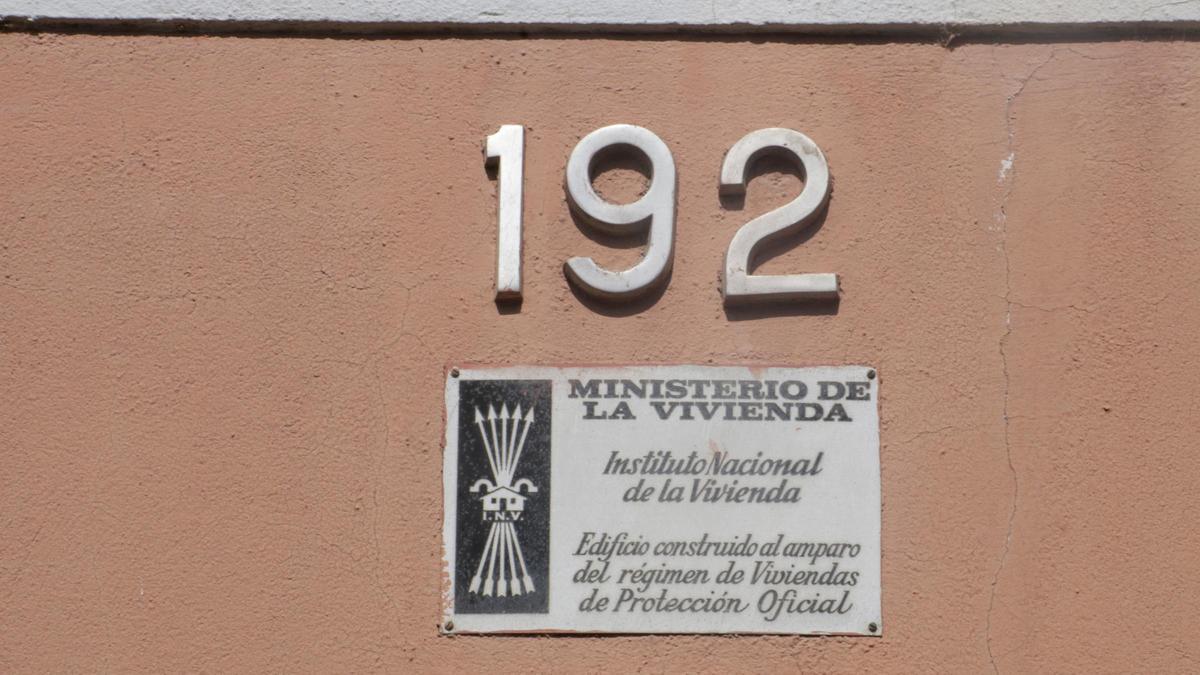 192
MINISTERIO DE
LA VIVIENDA
Instituto Nacional
de la Vivienda
I.N.V.
Edificio construido al amparo
del régimen de Viviendas
de Protección Oficial